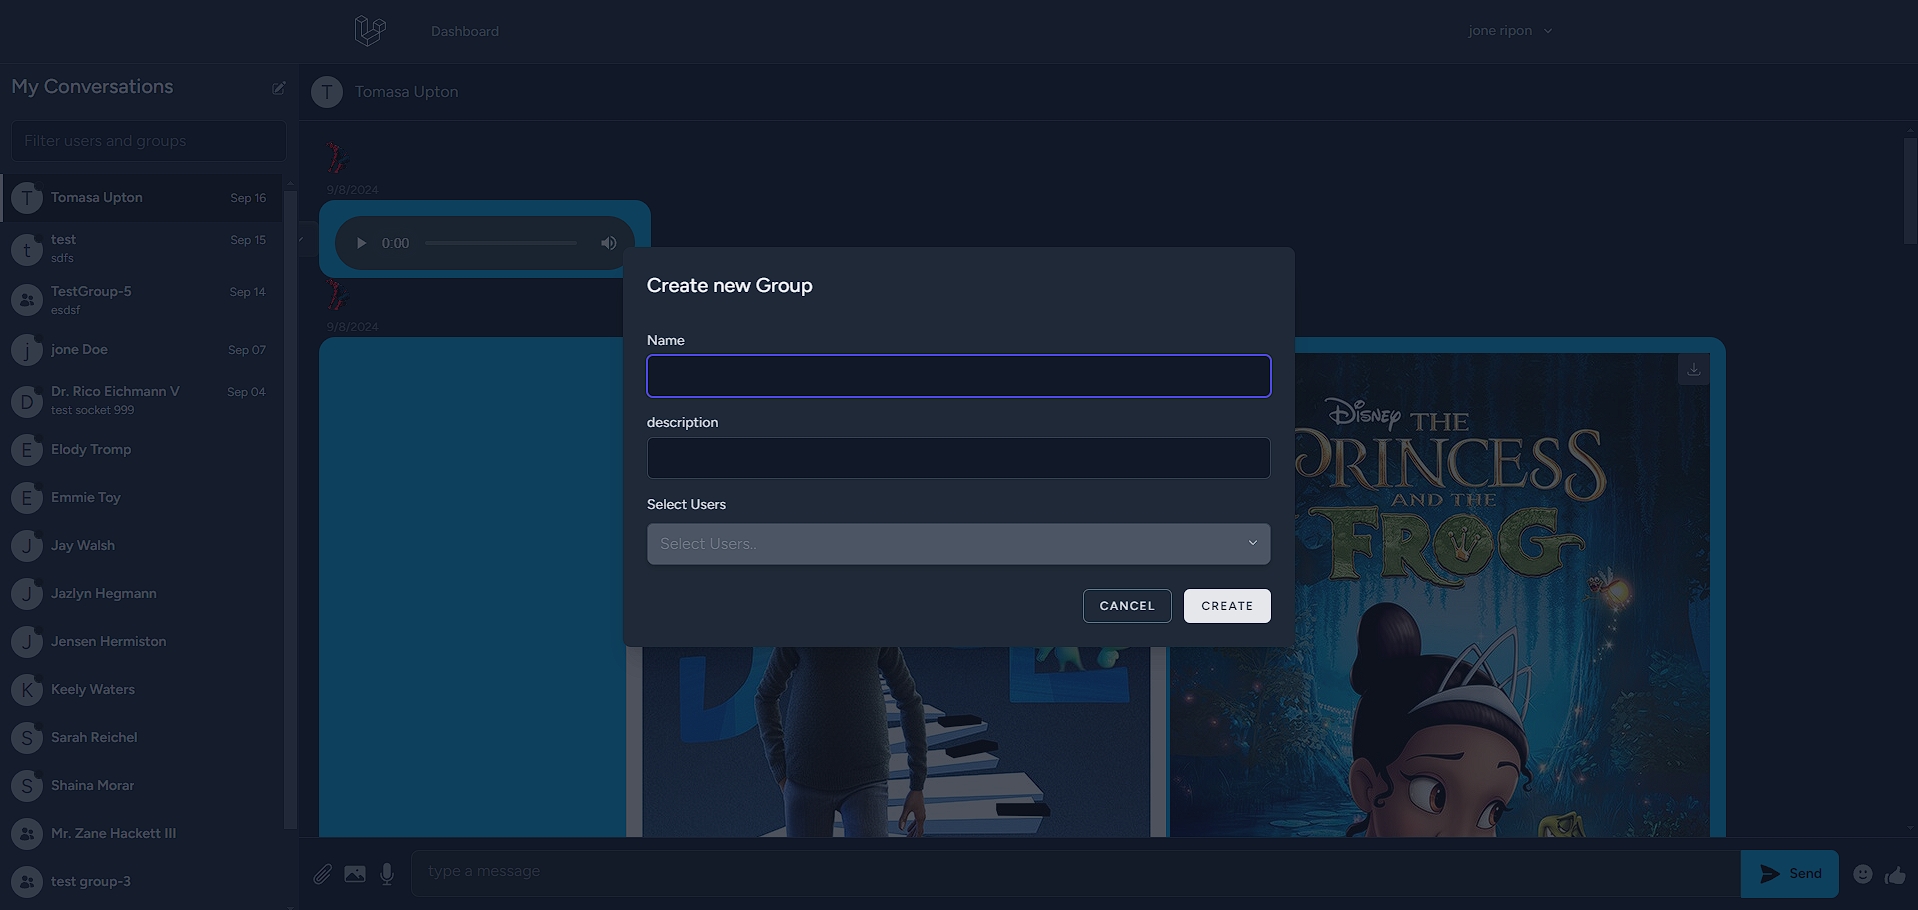 Dashboard
jone ripon
My Conversations
Filter users and groups
T
Tomasa Upton
Sep 16
t
test
Sep 15
sdfs
TestGroup-5
Sep 14
esdsf
j
jone Doe
Sep 07
D
Dr. Rico Eichmann V
Sep 04
test socket 999
E
Elody Tromp
E
Emmie Toy
J
Jay Walsh
J
Jazlyn Hegmann
J
Jensen Hermiston
K
Keely Waters
S
Sarah Reichel
S
Shaina Morar
Mr. Zane Hackett III
test group-3
T
Tomasa Upton
9/8/2024
0:00
9/8/2024
Create new Group
Name
description
Select Users
Select Users..
CANCEL
CREATE
Disney THE
PRINCESS
AND THE
FROG
type a message
Send